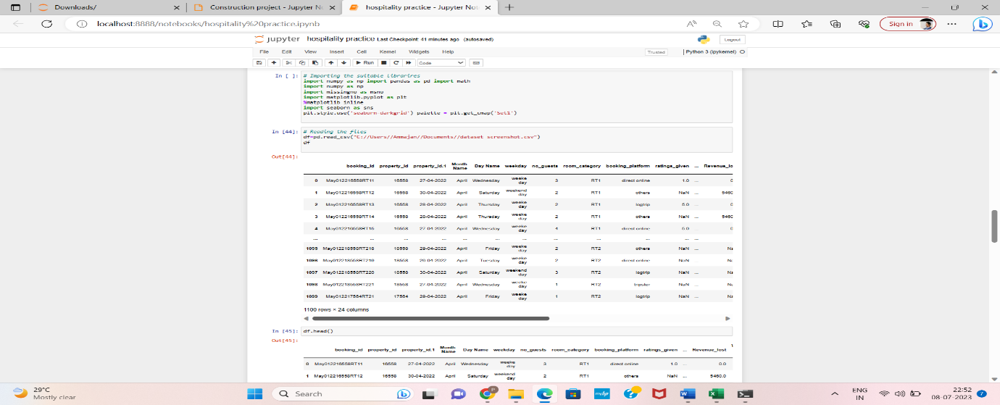 Downloads/
Construction project - Jupyter No
hospitality practice - Jupyter Not
localhost:8888/notebooks/hospitality%20practice.ipynb
Sign in
jupyter hospitality practice Last Checkpoint: 41 minutes ago (autosaved)
Logout
File Edit View Insert Cell Kernel Widgets Help
Trusted
Python 3 (ipykernel)
Run
Code
In [ ]: # Importing the suitable librarires
import numpy as np import pandas as pd import math
import numpy as np
import missingno as msno
import matplotlib.pyplot as plt
%matplotlib inline
import seaborn as sns
plt.style.use('seaborn-darkgrid') palette = plt.get_cmap('Set1')
In [44]: # Reading the files
df=pd.read_csv("C://Users//Ammajan//Documents//dataset screenshot.csv")
df
Out[44]:
booking_id property_id property_id.1 Month Name Day Name weekday no_guests room_category booking_platform ratings_given ... Revenue_lo
0 May012216558RT11 16558 27-04-2022 April Wednesday weeke day 3 RT1 direct online 1.0 ... 0
1 May012216558RT12 16558 30-04-2022 April Saturday weekend day 2 RT1 others NaN ... 5460
2 May012216558RT13 16558 28-04-2022 April Thursday weeke day 2 RT1 logtrip 5.0 ... 0
3 May012216558RT14 16558 28-04-2022 April Thursday weeke day 2 RT1 others NaN ... 5460
4 May012216558RT15 16558 27-04-2022 April Wednesday weeke day 4 RT1 direct online 5.0 ... 0
... ... ... ... ... ... ... ... ... ... ... ...
1095 May012218558RT218 18558 29-04-2022 April Friday weeke day 2 RT2 others NaN ... Na
1096 May012218558RT219 18558 26-04-2022 April Tuesday weeke day 2 RT2 direct online NaN ... Na
1097 May012218558RT220 18558 30-04-2022 April Saturday weekend day 3 RT2 logtrip NaN ... Na
1098 May012218558RT221 18558 27-04-2022 April Wednesday weeke day 1 RT2 tripster NaN ... Na
1099 May012217564RT21 17564 29-04-2022 April Friday weeke day 1 RT2 logtrip NaN ... Na
1100 rows × 24 columns
In [45]: df.head()
Out[45]:
booking_id property_id property_id.1 Month Name Day Name weekday no_guests room_category booking_platform ratings_given ... Revenue_lost
0 May012216558RT11 16558 27-04-2022 April Wednesday weeke day 3 RT1 direct online 1.0 ... 0.0
1 May012216558RT12 16558 30-04-2022 April Saturday weekend day 2 RT1 others NaN ... 5460.0
29°C
Mostly clear
Search
ENG
IN
22:52
08-07-2023
7